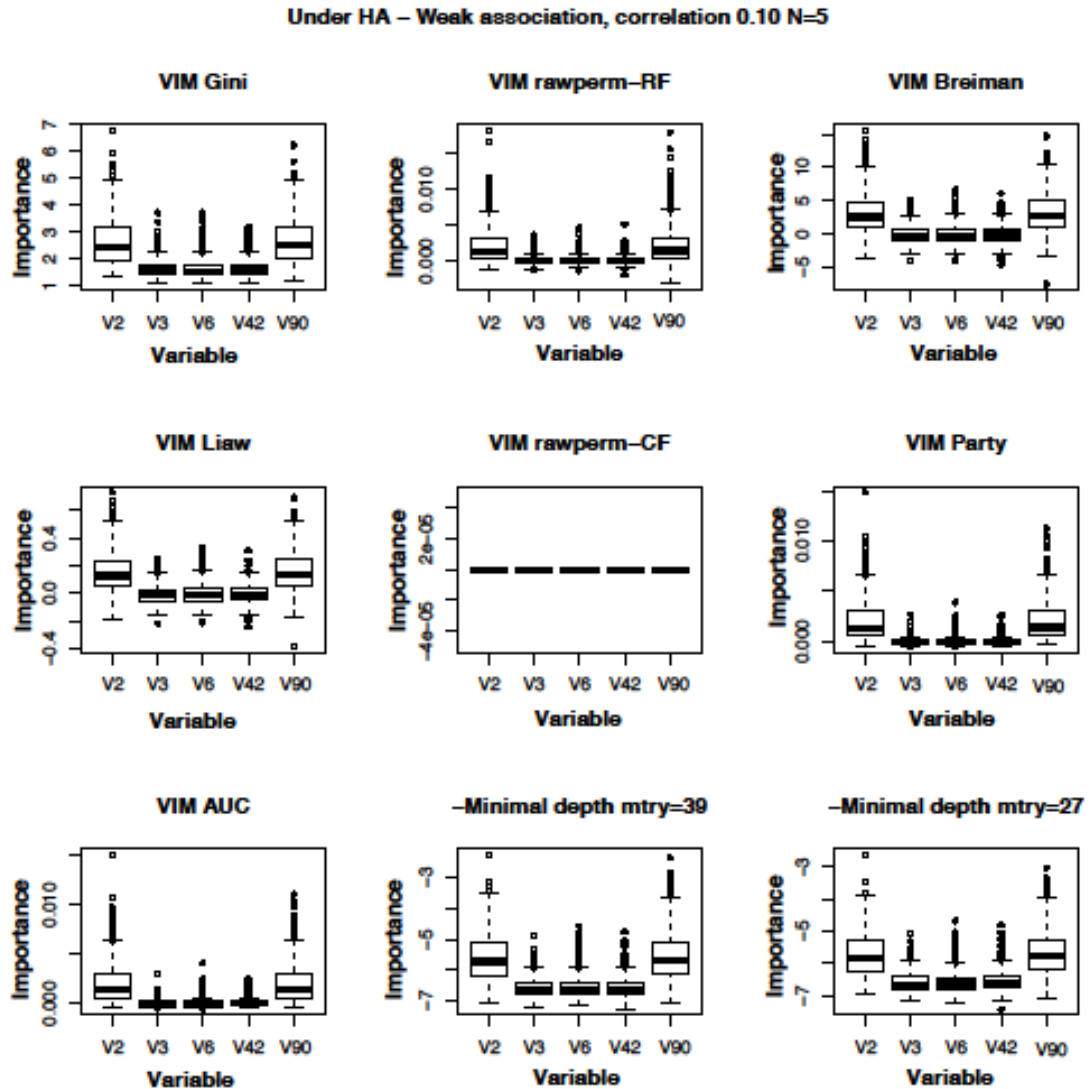 Under HA – Weak association, correlation 0.10 N=5
VIM Gini
VIM rawperm–RF
VIM Breiman
Importance
1 2 3 4 5 6 7
V2 V3 V6 V42 V90
Variable
Importance
0.000 0.010
V2 V3 V6 V42 V90
Variable
Importance
−5 0 5 10
V2 V3 V6 V42 V90
Variable
VIM Liaw
VIM rawperm–CF
VIM Party
Importance
−0.4 0.0 0.4
V2 V3 V6 V42 V90
Variable
Importance
−4e−05 2e−05
V2 V3 V6 V42 V90
Variable
Importance
0.000 0.010
V2 V3 V6 V42 V90
Variable
VIM AUC
–Minimal depth mtry=39
–Minimal depth mtry=27
Importance
0.000 0.010
V2 V3 V6 V42 V90
Variable
Importance
−7 −5 −3
V2 V3 V6 V42 V90
Variable
Importance
−7 −5 −3
V2 V3 V6 V42 V90
Variable